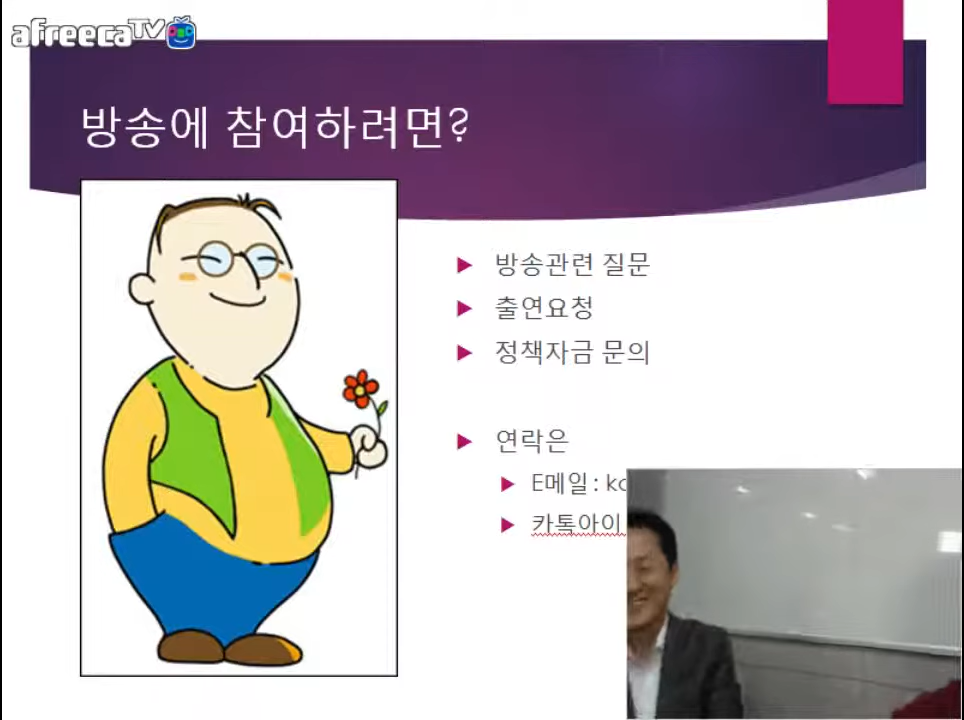 afreecaTV
방송에 참여하려면?
방송관련 질문
출연요청
정책자금 문의
연락은
E메일 :
카톡아이